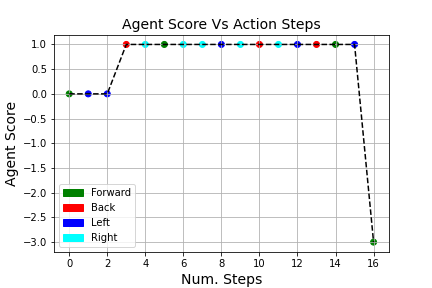 Agent Score Vs Action Steps
Agent Score
1.0
0.5
0.0
−0.5
−1.0
−1.5
−2.0
−2.5
−3.0
Forward
Back
Left
Right
0 2 4 6 8 10 12 14 16
Num. Steps